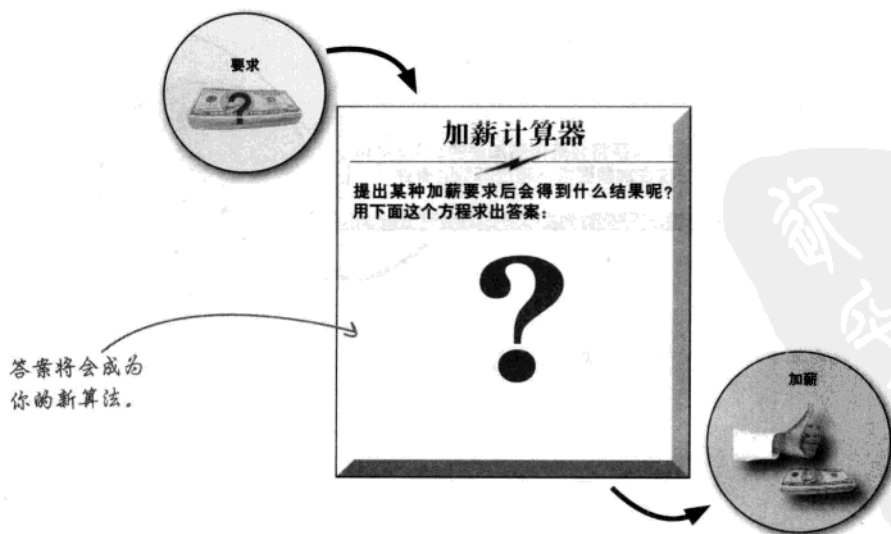 要求
?
加薪计算器
提出某种加薪要求后会得到什么结果呢?
用下面这个方程求出答案:
?
答案将会成为
你的新算法。
加薪